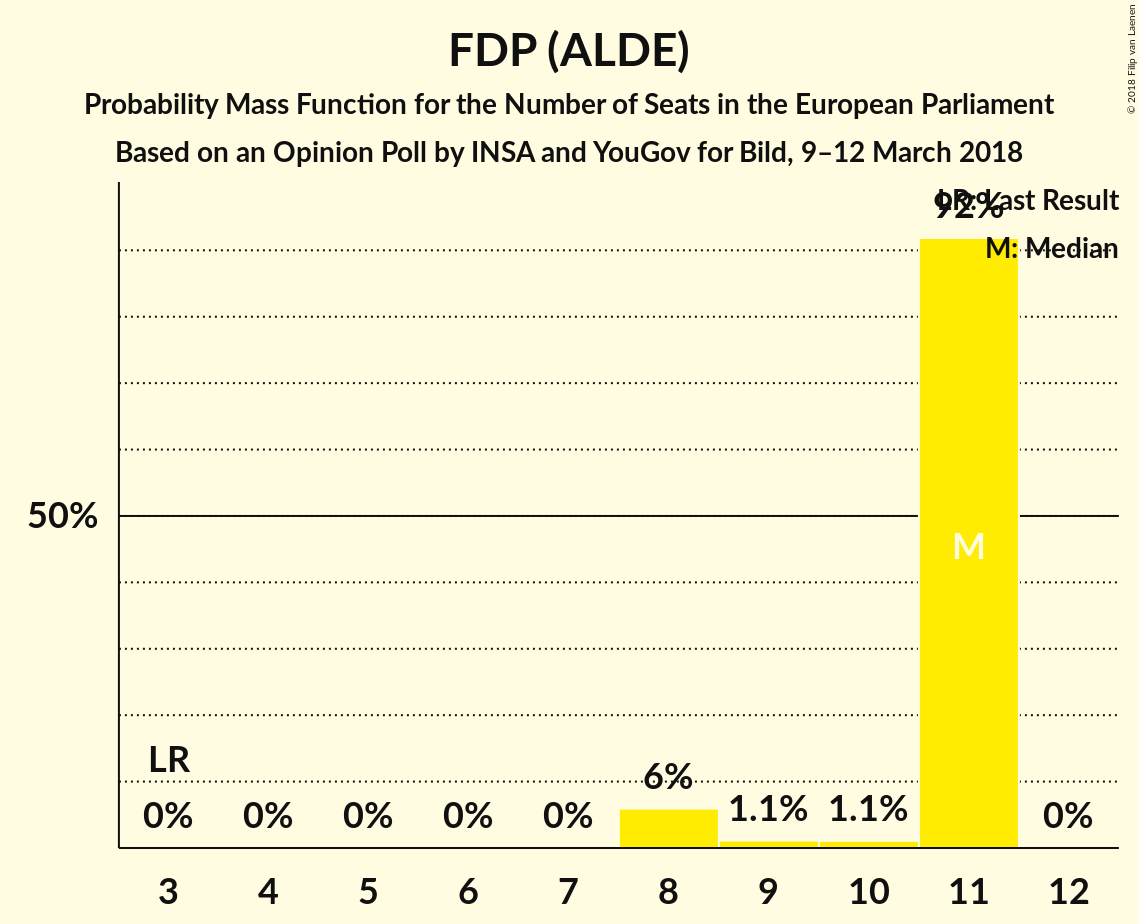 FDP (ALDE)
Probability Mass Function for the Number of Seats in the European Parliament
Based on an Opinion Poll by INSA and YouGov for Bild, 9–12 March 2018
© 2018 Filip van Laenen
LR: Last Result
92%
M: Median
50%
M
LR
6%
0% 0% 0% 0% 0% 1.1% 1.1% 0%
3 4 5 6 7 8 9 10 11 12